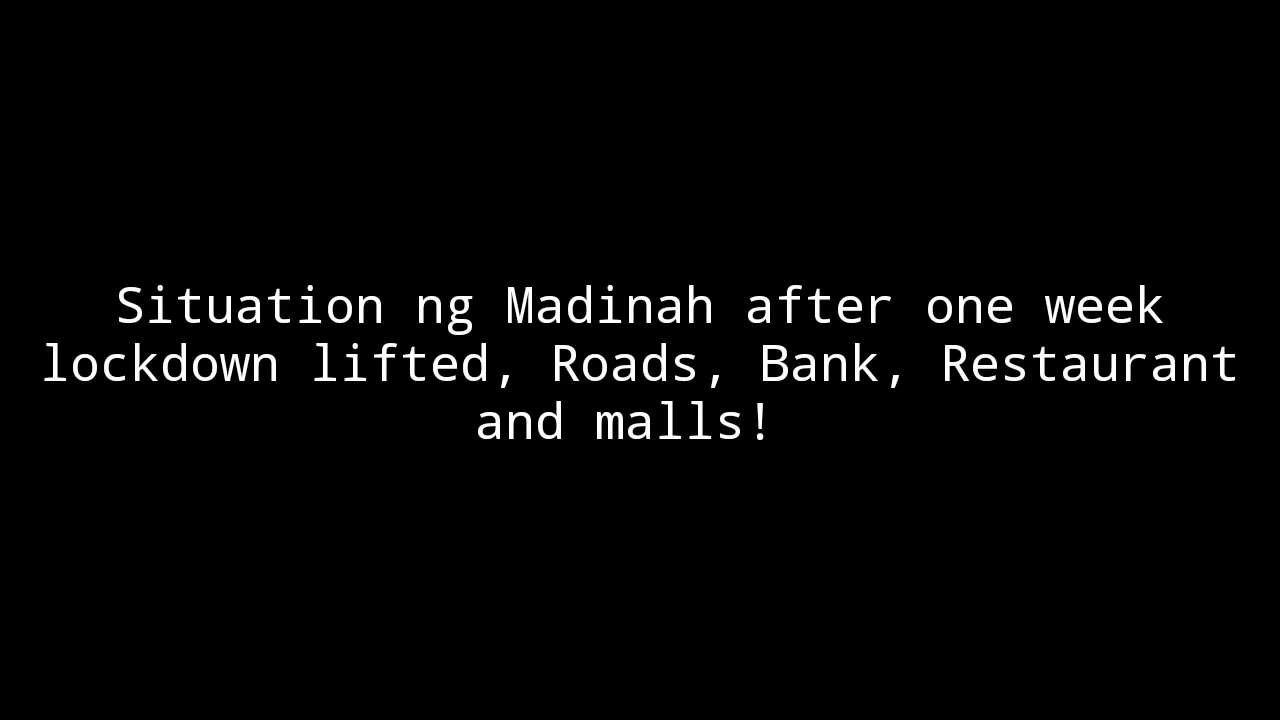 Situation ng Madinah after one week
lockdown lifted, Roads, Bank, Restaurant
and malls!